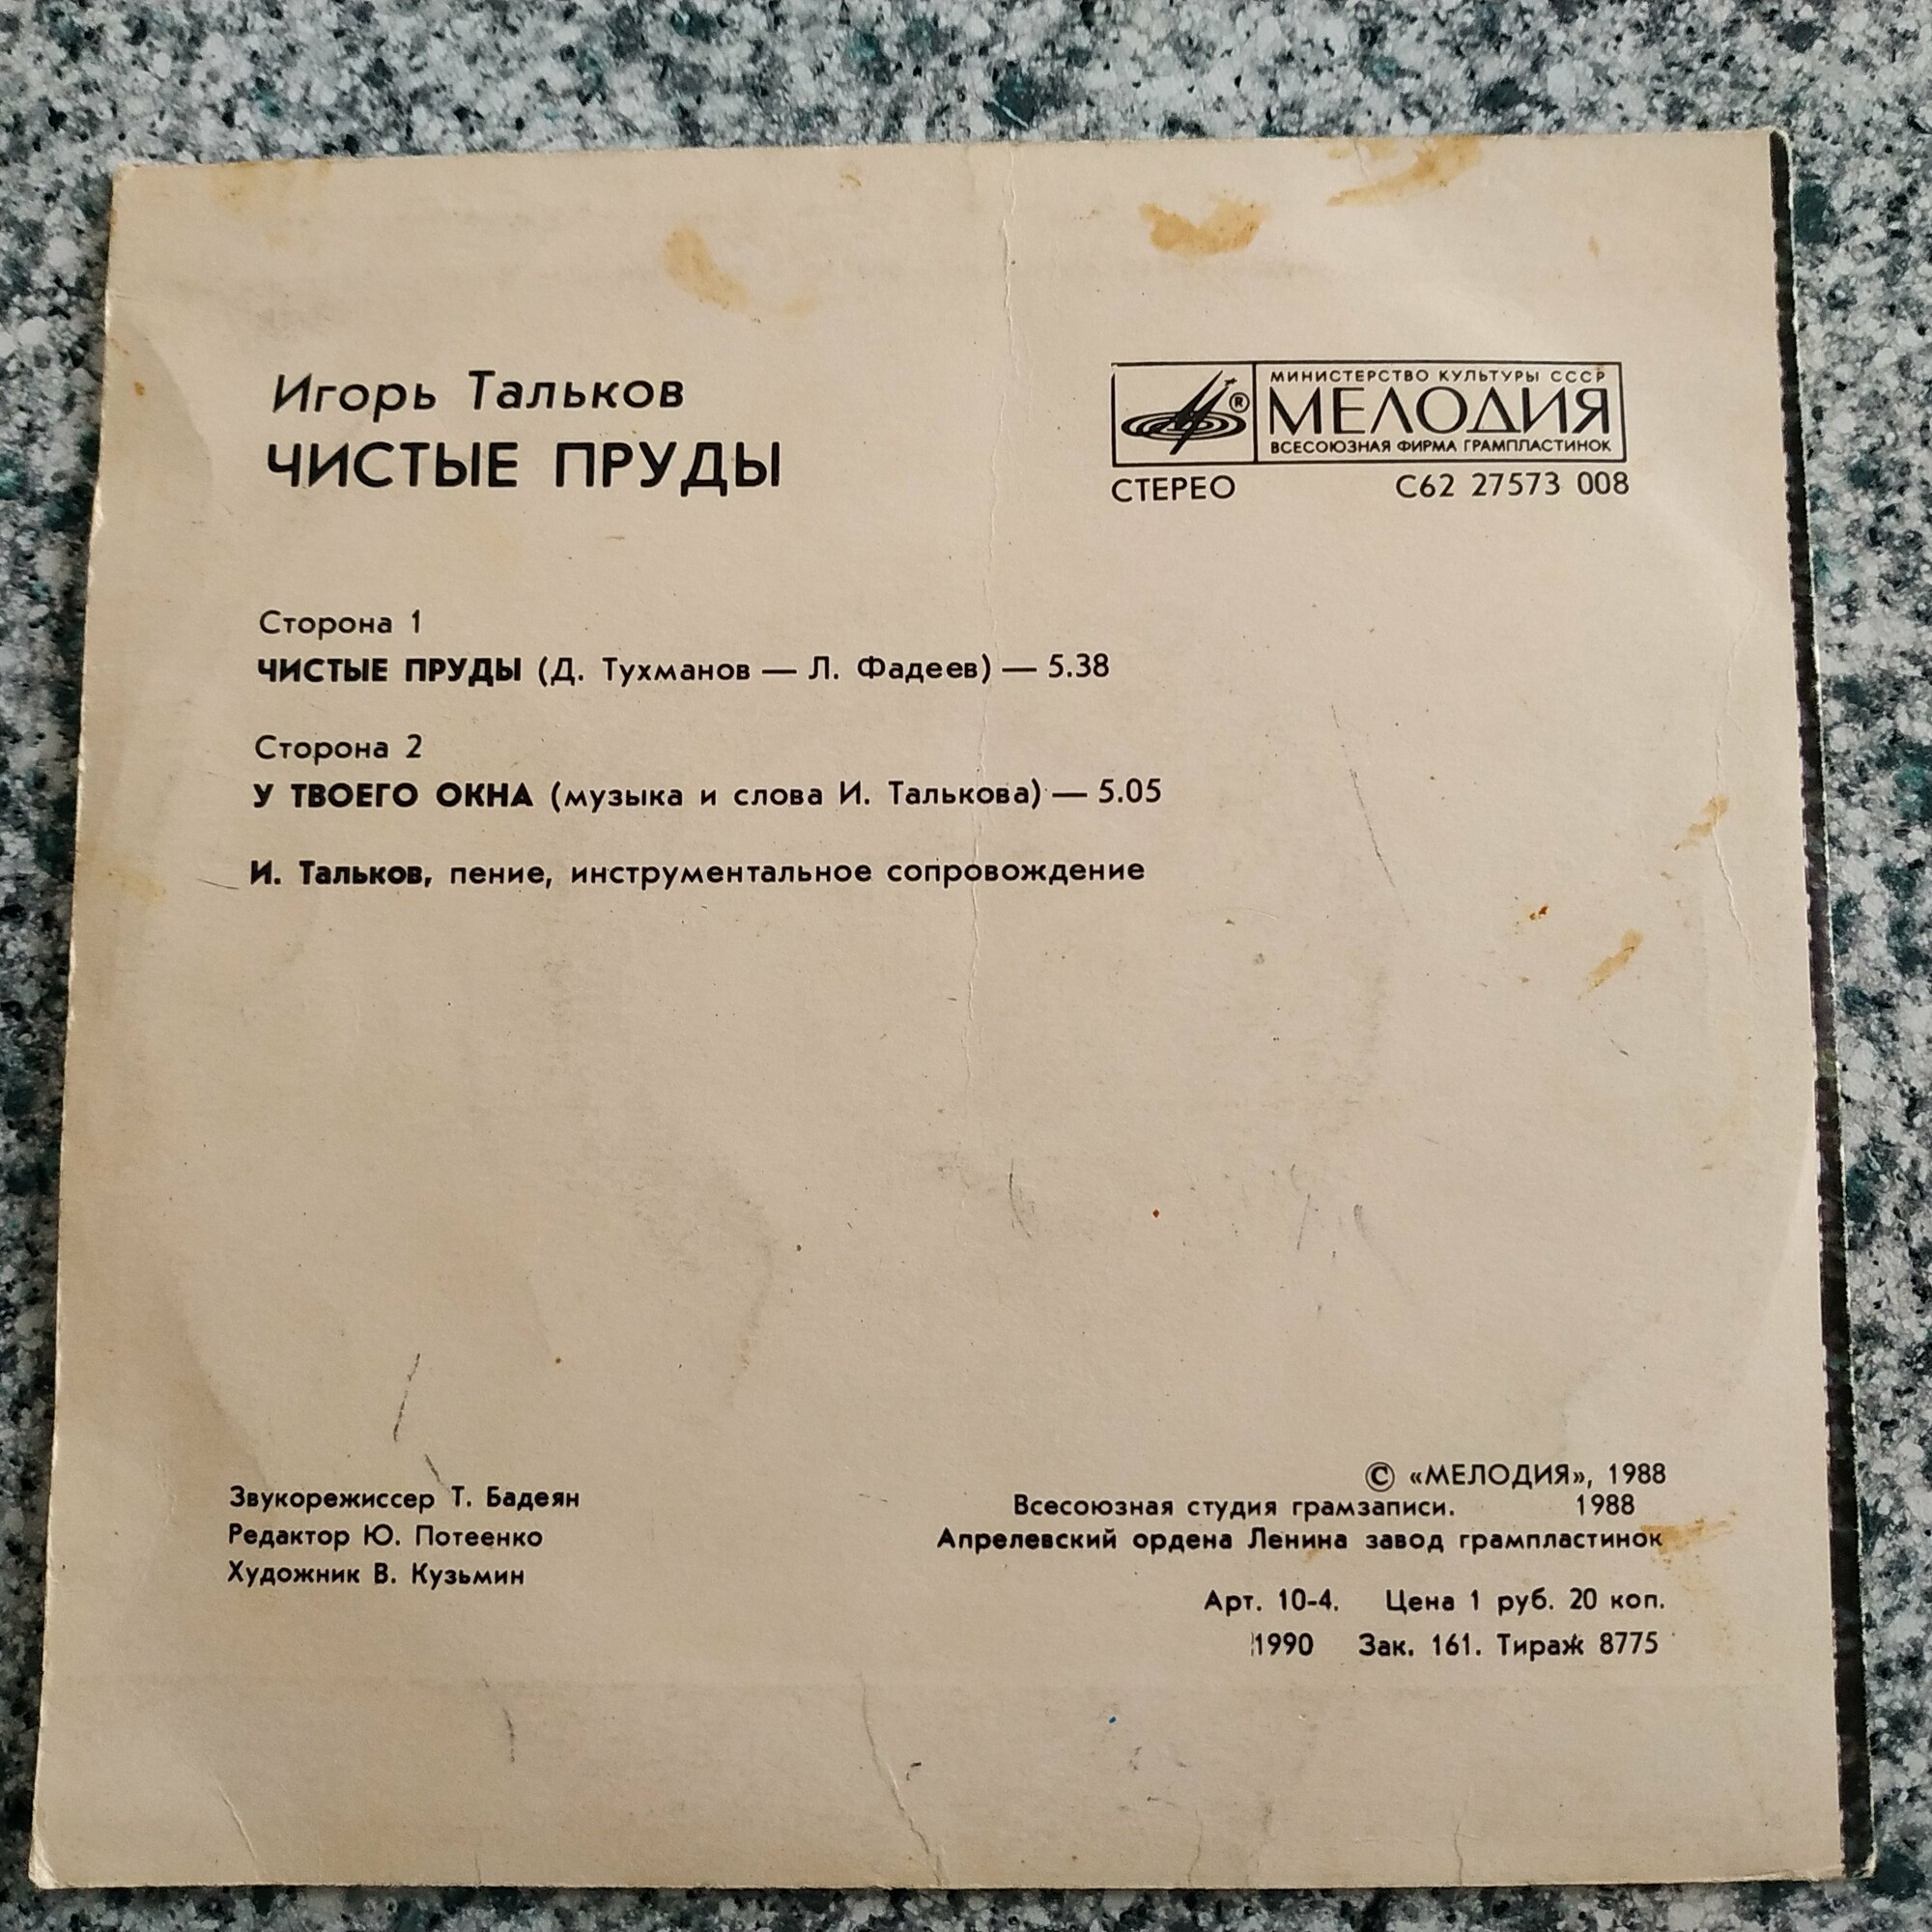 Игорь Тальков
ЧИСТЫЕ ПРУДЫ
МИНИСТЕРСТВО КУЛЬТУРЫ СССР
®
МЕЛОДИЯ
ВСЕСОЮЗНАЯ ФИРМА ГРАМПЛАСТИНОК
СТЕРЕО С62 27573 008
Сторона 1
ЧИСТЫЕ ПРУДЫ (Д. Тухманов — Л. Фадеев) — 5.38
Сторона 2
У ТВОЕГО ОКНА (музыка и слова И. Талькова) — 5.05
И. Тальков, пение, инструментальное сопровождение
Звукорежиссер Т. Бадеян
Редактор Ю. Потеенко
Художник В. Кузьмин
© «МЕЛОДИЯ», 1988
Всесоюзная студия грамзаписи. 1988
Апрелевский ордена Ленина завод грампластинок
Арт. 10-4. Цена 1 руб. 20 коп.
1990 Зак. 161. Тираж 8775